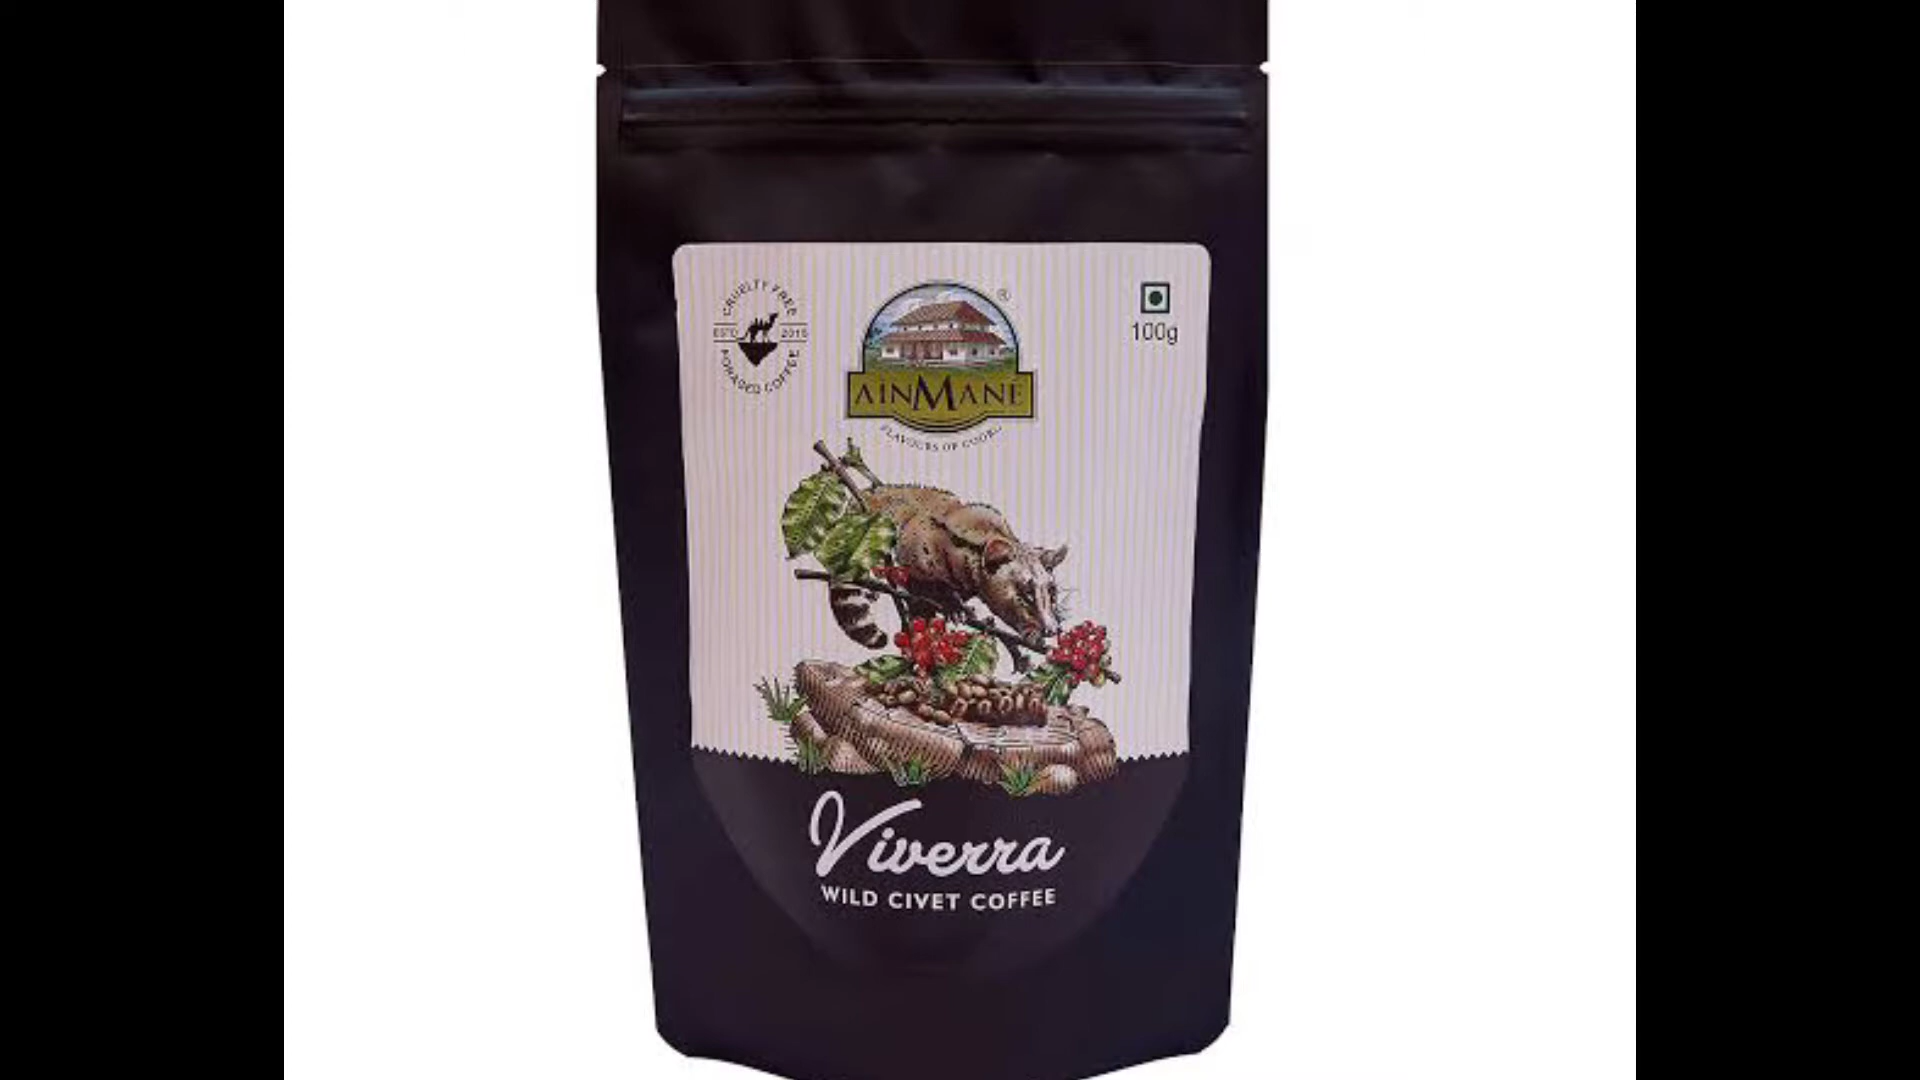 CRUELTY FREE
ESTD 2015
FORAGED COFFEE
®
AINMANE
FLAVOURS OF COORG
100g
Viverra
WILD CIVET COFFEE